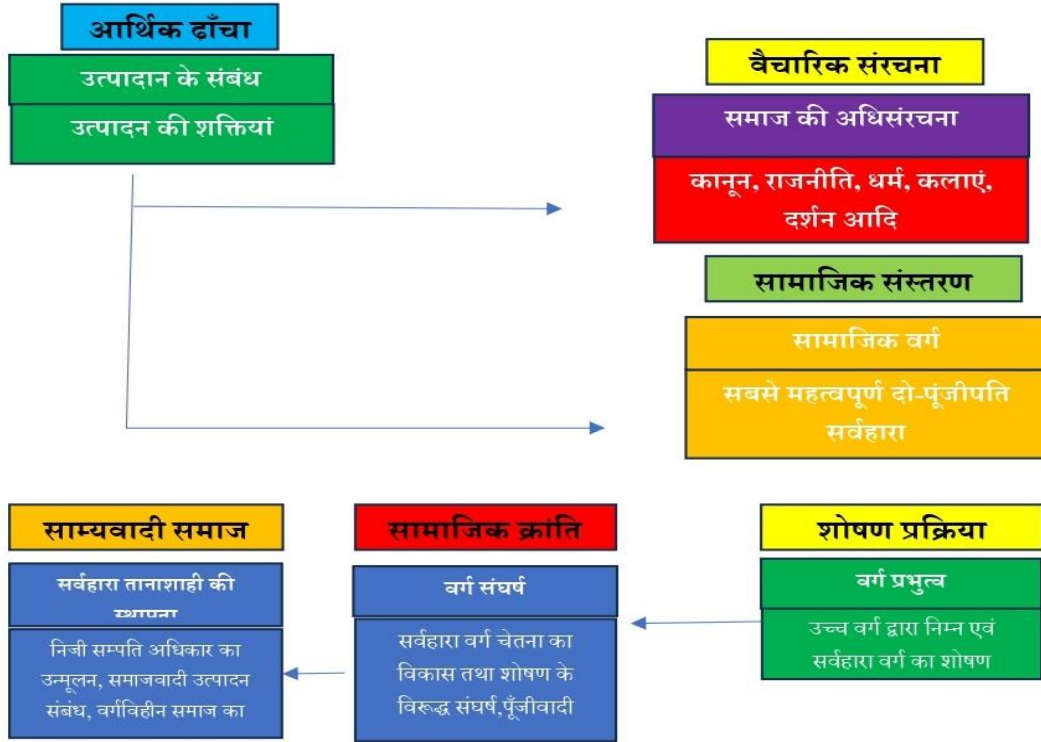 आर्थिक ढाँचा
उत्पादान के संबंध
उत्पादन की शक्तियां
वैचारिक संरचना
समाज की अधिसंरचना
कानून, राजनीति, धर्म, कलाएं,
दर्शन आदि
सामाजिक संस्तरण
सामाजिक वर्ग
सबसे महत्वपूर्ण दो-पूंजीपति
सर्वहारा
साम्यवादी समाज
सर्वहारा तानाशाही की
स्थापना
निजी सम्पति अधिकार का
उन्मूलन, समाजवादी उत्पादन
संबंध, वर्गविहीन समाज का
सामाजिक क्रांति
वर्ग संघर्ष
सर्वहारा वर्ग चेतना का
विकास तथा शोषण के
विरूद्ध संघर्ष,पूँजीवादी
शोषण प्रक्रिया
वर्ग प्रभुत्व
उच्च वर्ग द्वारा निम्न एवं
सर्वहारा वर्ग का शोषण